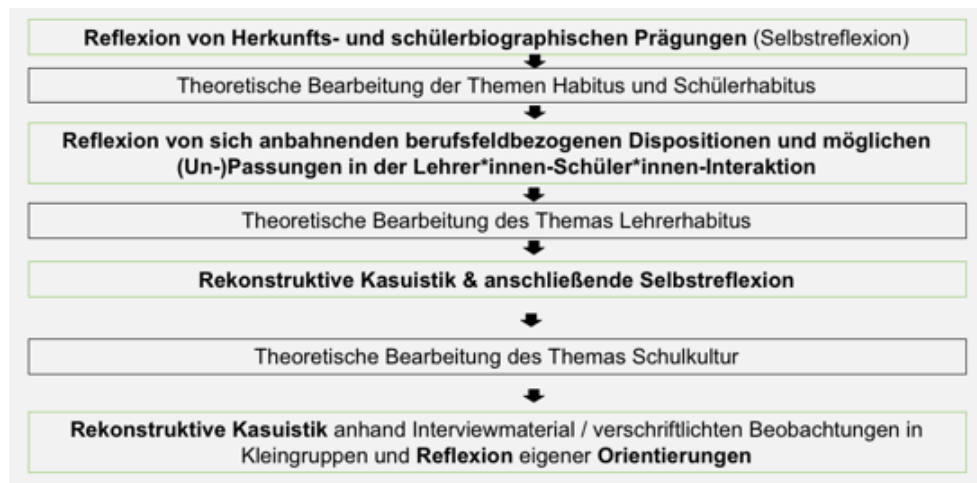 Reflexion von Herkunfts- und schülerbiographischen Prägungen (Selbstreflexion)
Theoretische Bearbeitung der Themen Habitus und Schülerhabitus
Reflexion von sich anbahnenden berufsfeldbezogenen Dispositionen und möglichen
(Un-)Passungen in der Lehrer*innen-Schüler*innen-Interaktion
Theoretische Bearbeitung des Themas Lehrerhabitus
Rekonstruktive Kasuistik & anschließende Selbstreflexion
Theoretische Bearbeitung des Themas Schulkultur
Rekonstruktive Kasuistik anhand Interviewmaterial / verschriftlichten Beobachtungen in
Kleingruppen und Reflexion eigener Orientierungen